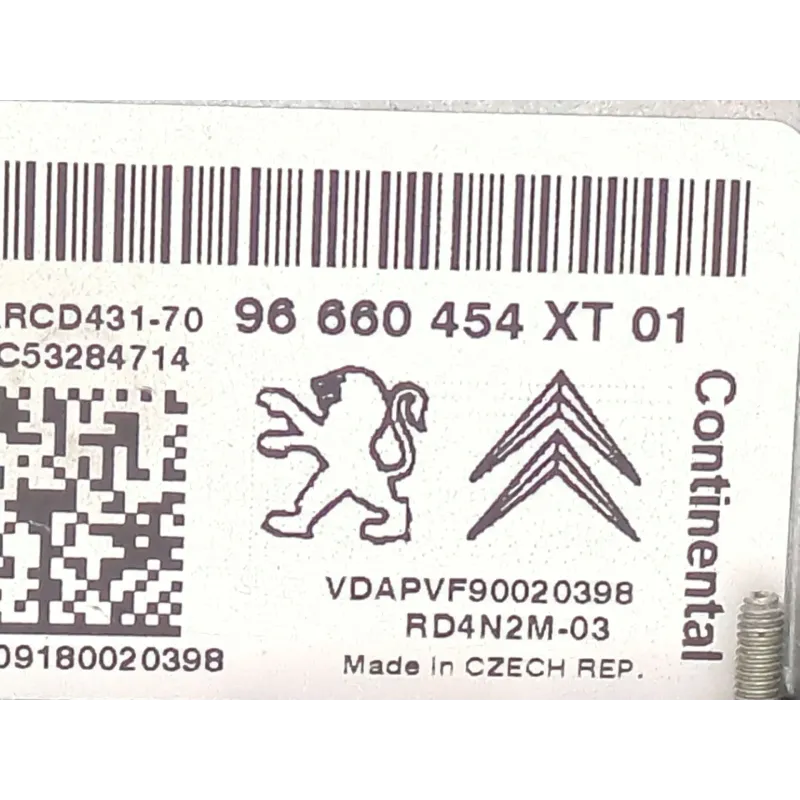 RCD431-70
96 660 454 XT 01
C53284714
Continental
VDAPVF90020398
RD4N2M-03
09180020398
Made in CZECH REP.